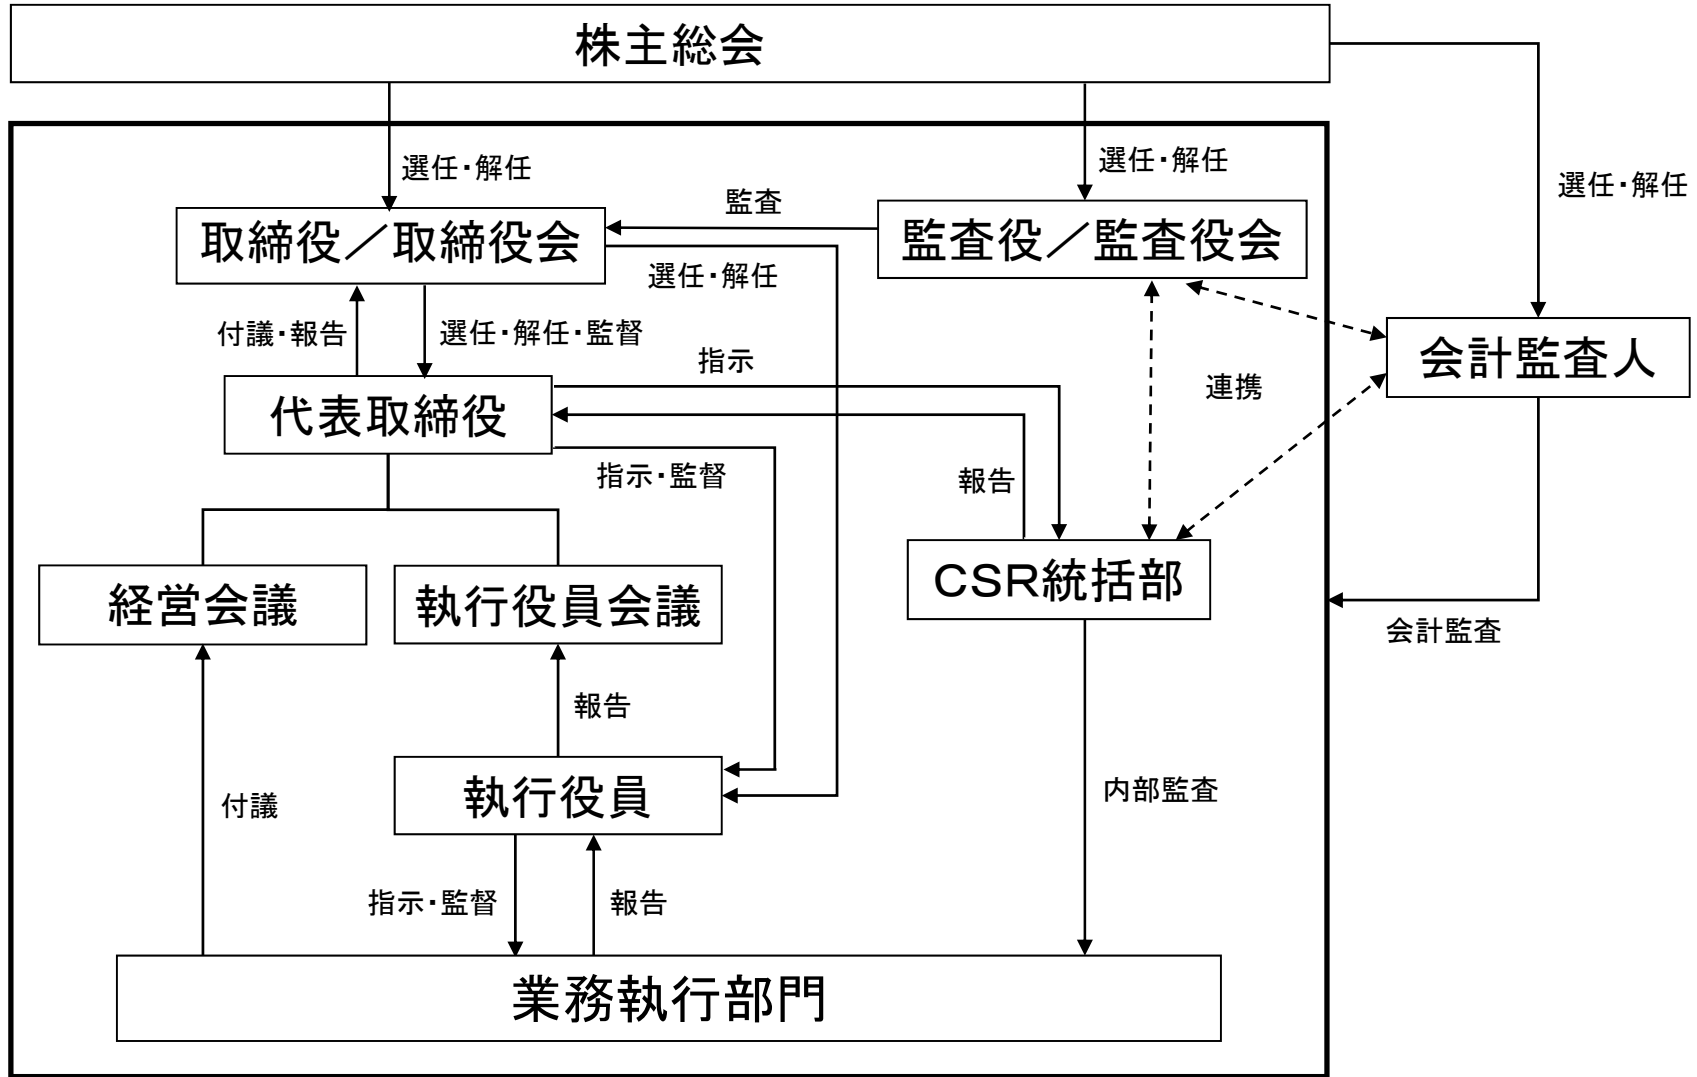 株主総会
選任・解任
選任・解任
選任・解任
監査
取締役／取締役会
監査役／監査役会
選任・解任
付議・報告
選任・解任・監督
会計監査人
指示
連携
代表取締役
指示・監督
報告
CSR統括部
経営会議
執行役員会議
会計監査
報告
執行役員
内部監査
付議
指示・監督
報告
業務執行部門